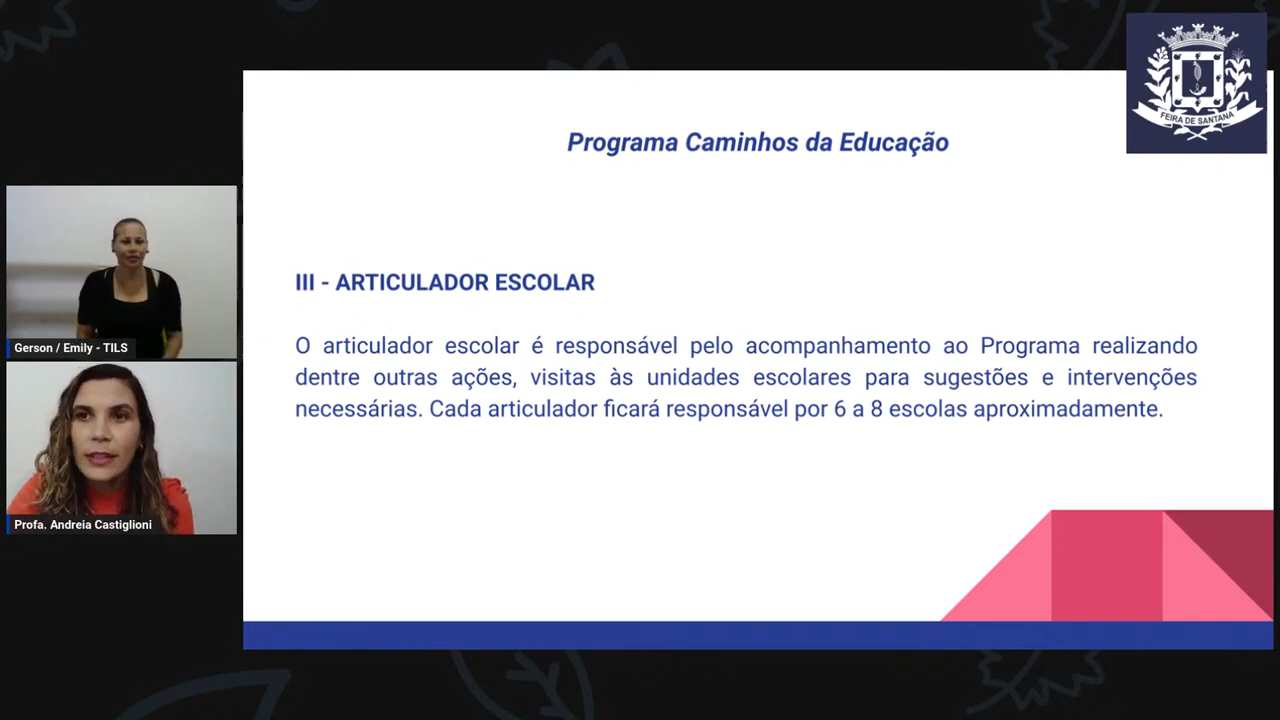 FEIRA DE SANTANA
Programa Caminhos da Educação
III - ARTICULADOR ESCOLAR
O articulador escolar é responsável pelo acompanhamento ao Programa realizando
dentre outras ações, visitas às unidades escolares para sugestões e intervenções
necessárias. Cada articulador ficará responsável por 6 a 8 escolas aproximadamente.
Gerson / Emily - TILS
Profa. Andreia Castiglioni